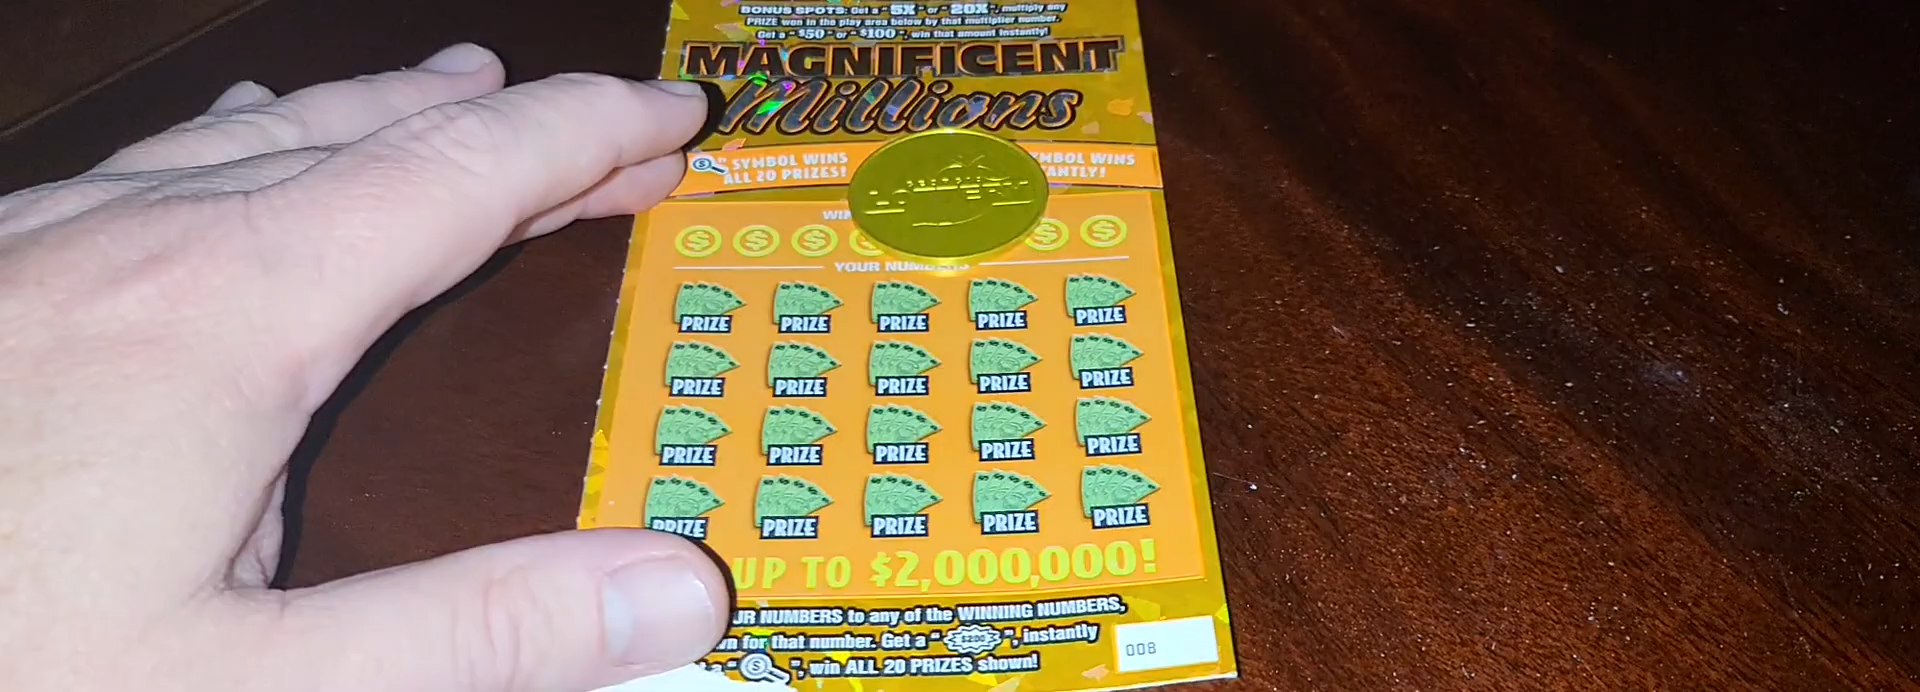 BONUS SPOTS: Get a "5X" or "20X", multiply any
PRIZE won in the play area below by that multiplier number.
Get a "$50" or "$100", win that amount instantly!
MAGNIFICENT
Millions
" SYMBOL WINS
ALL 20 PRIZES!
SYMBOL WINS
YOUR NUMBERS
PRIZE PRIZE PRIZE PRIZE PRIZE
PRIZE PRIZE PRIZE PRIZE PRIZE
PRIZE PRIZE PRIZE PRIZE PRIZE
PRIZE PRIZE PRIZE PRIZE PRIZE
UP TO $2,000,000!
NUMBERS to any of the WINNING NUMBERS,
for that number. Get a "$200", instantly
a " ", win ALL 20 PRIZES shown!
008